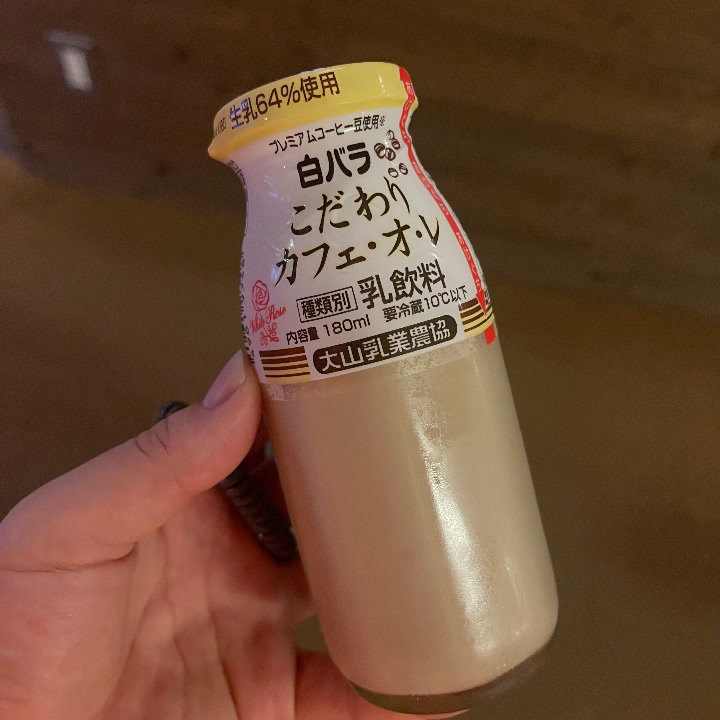 生乳64%使用
プレミアムコーヒー豆使用※
白バラ
こだわり
カフェ・オ・レ
種類別 乳飲料
White Rose
内容量 180ml 要冷蔵10℃以下
大山乳業農協